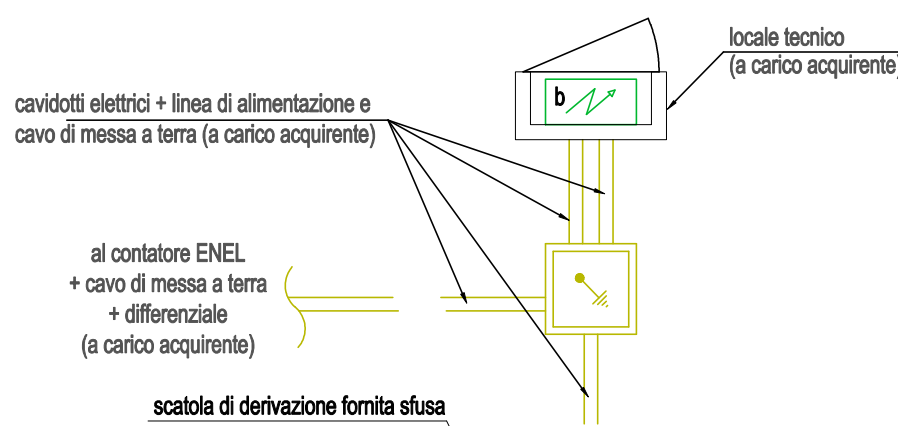 locale tecnico
(a carico acquirente)
cavidotti elettrici + linea di alimentazione e
cavo di messa a terra (a carico acquirente)
b
al contatore ENEL
+ cavo di messa a terra
+ differenziale
(a carico acquirente)
scatola di derivazione fornita sfusa